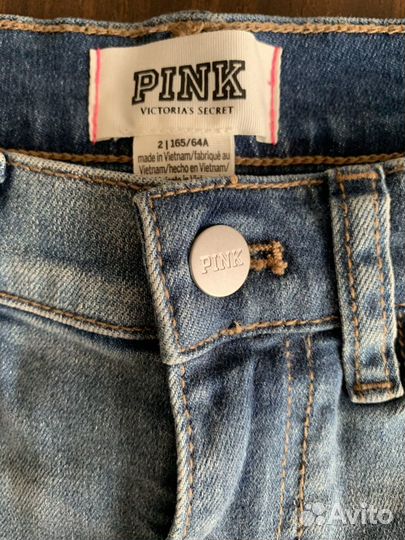 PINK
VICTORIA'S SECRET
2 | 165/64A
made in Vietnam/fabriqué au
Vietnam/hecho en Vietnam/
PINK
Avito